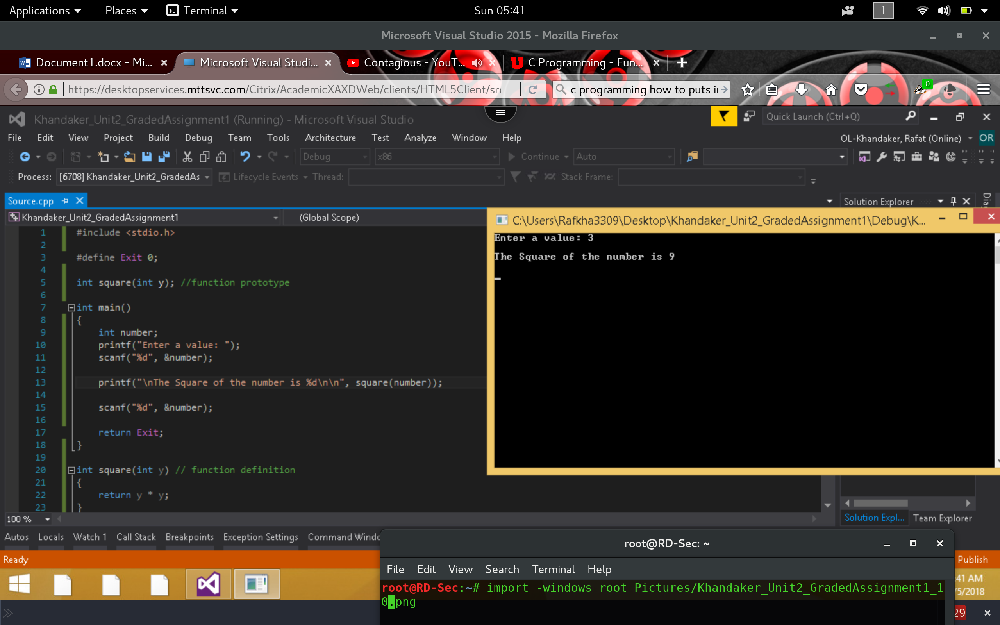 Applications Places Terminal Sun 05:41 1
Microsoft Visual Studio 2015 - Mozilla Firefox
Document1.docx - Mi... Microsoft Visual Studi... Contagious - YouT... C Programming - Fun...
https://desktopservices.mttsvc.com/Citrix/AcademicXAXDWeb/clients/HTML5Client/src c programming how to puts i 0
Khandaker_Unit2_GradedAssignment1 (Running) - Microsoft Visual Studio Quick Launch (Ctrl+Q)
File Edit View Project Build Debug Team Tools Architecture Test Analyze Window Help OL-Khandaker, Rafat (Online) OR
Debug x86 Continue Auto
Process: [6708] Khandaker_Unit2_GradedAs Lifecycle Events Thread: Stack Frame:
Source.cpp Solution Explorer
Khandaker_Unit2_GradedAssignment1 (Global Scope)
1 #include <stdio.h>
2
3 #define Exit 0;
4
5 int square(int y); //function prototype
6
7 int main()
8 {
9 int number;
10 printf("Enter a value: ");
11 scanf("%d", &number);
12
13 printf("\nThe Square of the number is %d\n\n", square(number));
14
15 scanf("%d", &number);
16
17 return Exit;
18 }
19
20 int square(int y) // function definition
21 {
22 return y * y;
23 }
C:\Users\Rafkha3309\Desktop\Khandaker_Unit2_GradedAssignment1\Debug\K...
Enter a value: 3
The Square of the number is 9
100 %
Solution Expl... Team Explorer
Autos Locals Watch 1 Call Stack Breakpoints Exception Settings Command Windo
Ready Publish
:41 AM
/5/2018
29
root@RD-Sec: ~
File Edit View Search Terminal Help
root@RD-Sec:~# import -windows root Pictures/Khandaker_Unit2_GradedAssignment1_1
0.png